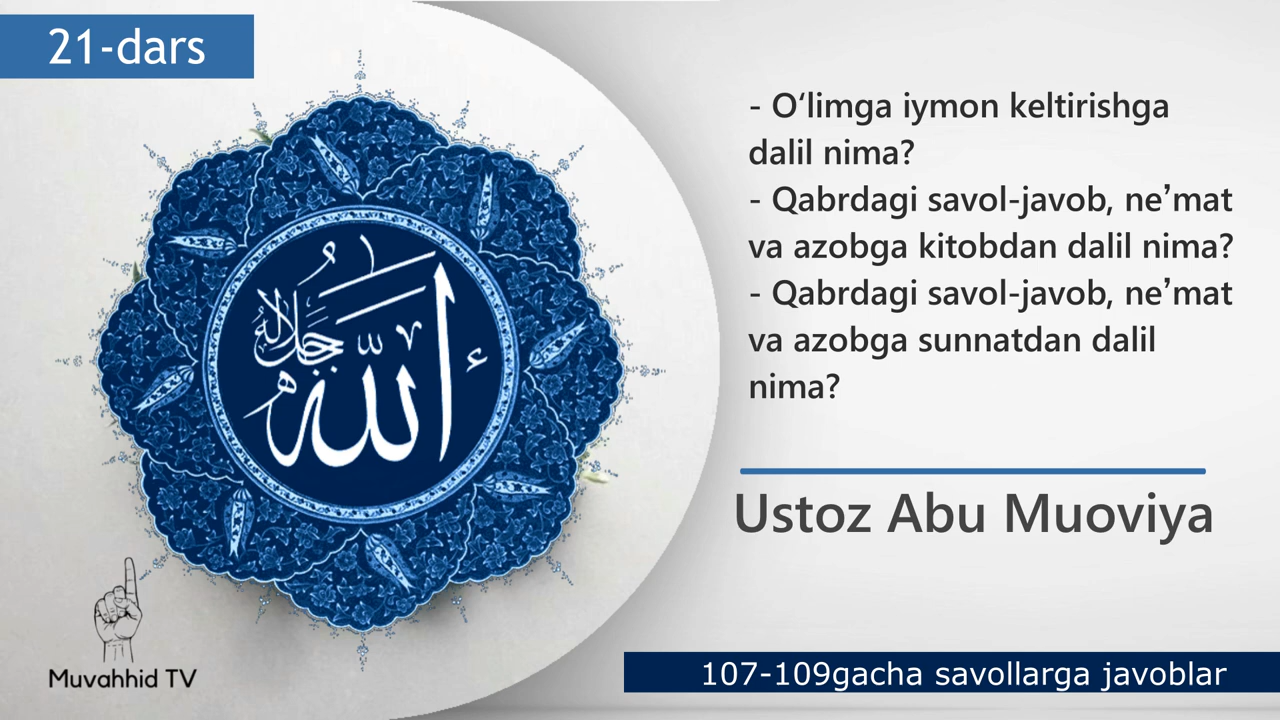 21-dars
- O‘limga iymon keltirishga
dalil nima?
- Qabrdagi savol-javob, ne’mat
va azobga kitobdan dalil nima?
- Qabrdagi savol-javob, ne’mat
va azobga sunnatdan dalil
nima?
الله
جل جلاله
Ustoz Abu Muoviya
Muvahhid TV
107-109gacha savollarga javoblar